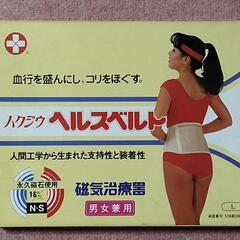 血行を盛んにし、コリをほぐす。
ハクジウ ヘルスベルト
人間工学から生まれた支持性と装着性
永久磁石使用
16
N·S
磁気治療器
男女兼用
L